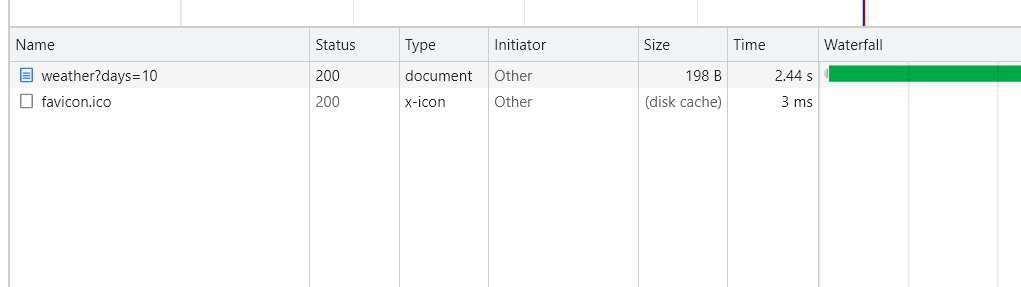 Name Status Type Initiator Size Time Waterfall
weather?days=10 200 document Other 198 B 2.44 s
favicon.ico 200 x-icon Other (disk cache) 3 ms